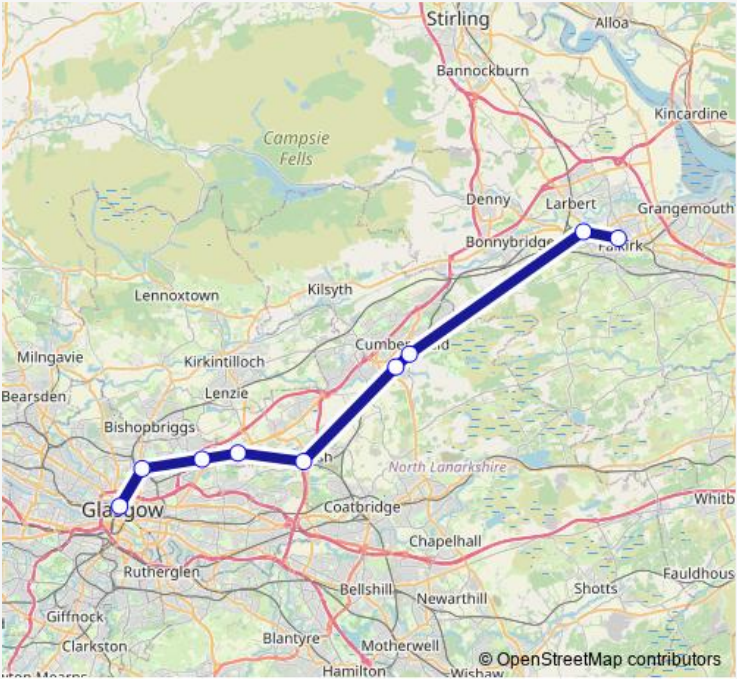 Stirling
Alloa
Bannockburn
Kincardine
Campsie
Fells
Denny
Larbert
Grangemouth
Bonnybridge
Falkirk
Kilsyth
Lennoxtown
Milngavie
Kirkintilloch
Bearsden
Lenzie
Bishopbriggs
North Lanarkshire
Glasgow
Coatbridge
Whitb
Chapelhall
Rutherglen
Bellshill
Newarthill
Shotts
Fauldhous
Giffnock
Clarkston
Blantyre
Motherwell
Hamilton
Wishaw
© OpenStreetMap contributors